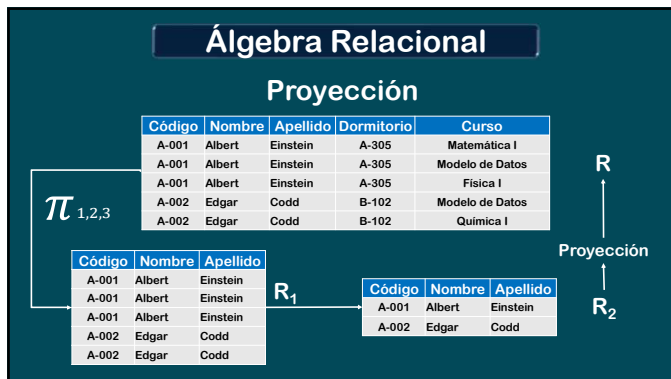 Álgebra Relacional
Proyección
Código Nombre Apellido Dormitorio Curso
A-001 Albert Einstein A-305 Matemática I
A-001 Albert Einstein A-305 Modelo de Datos
A-001 Albert Einstein A-305 Física I
A-002 Edgar Codd B-102 Modelo de Datos
A-002 Edgar Codd B-102 Química I
π 1,2,3
R
Proyección
R2
Código Nombre Apellido
A-001 Albert Einstein
A-001 Albert Einstein
A-001 Albert Einstein
A-002 Edgar Codd
A-002 Edgar Codd
R1
Código Nombre Apellido
A-001 Albert Einstein
A-002 Edgar Codd